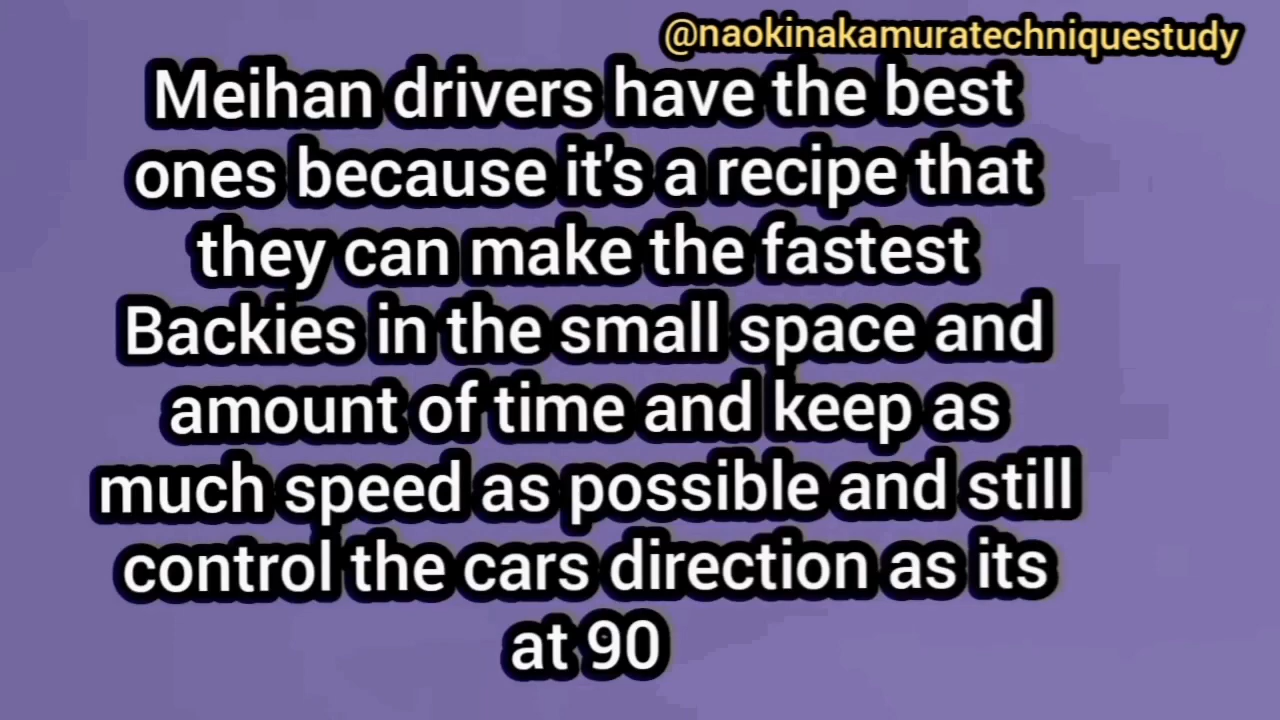 @naokinakamuratechniquestudy
Meihan drivers have the best
ones because it's a recipe that
they can make the fastest
Backies in the small space and
amount of time and keep as
much speed as possible and still
control the cars direction as its
at 90